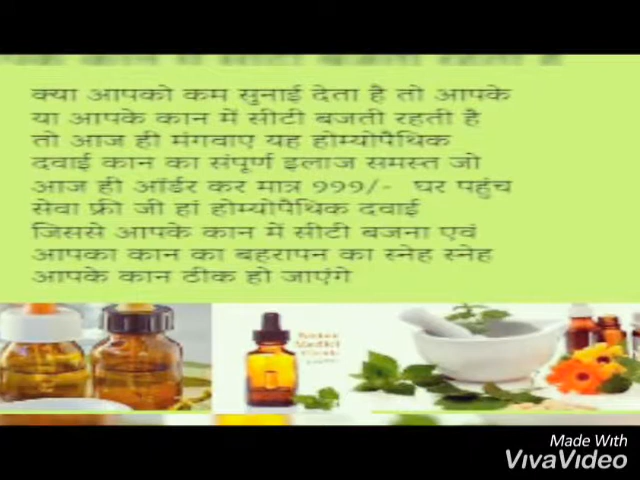 क्या आपको कम सुनाई देता है तो आपके
या आपके कान में सीटी बजती रहती है
तो आज ही मंगवाए यह होम्योपैथिक
दवाई कान का संपूर्ण इलाज समस्त जो
आज ही ऑर्डर कर मात्र 999/- घर पहुंच
सेवा फ्री जी हां होम्योपैथिक दवाई
जिससे आपके कान में सीटी बजना एवं
आपका कान का बहरापन का स्नेह स्नेह
आपके कान ठीक हो जाएंगे
Made With
VivaVideo